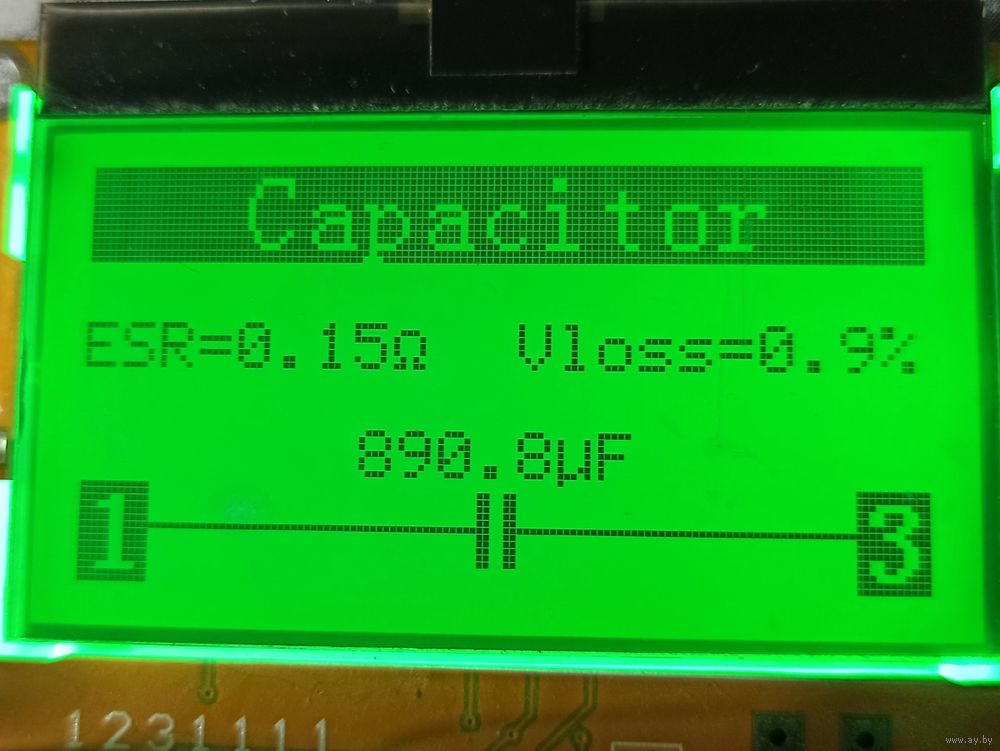 Capacitor
ESR=0.15Ω Vloss=0.9%
890.8µF
1 3
1231111
www.ay.by